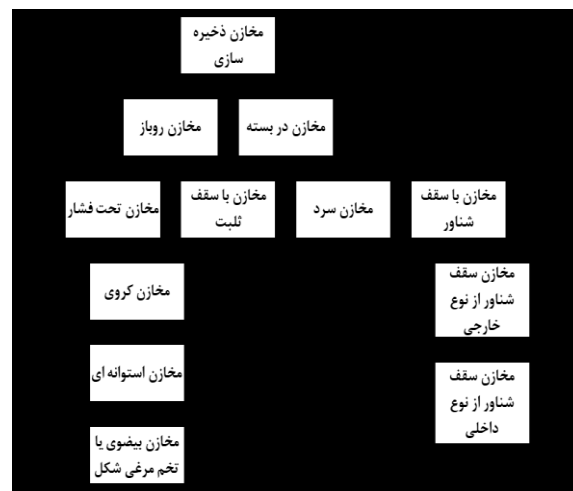 مخازن ذخیره
سازی
مخازن در بسته
مخازن روباز
مخازن با سقف
شناور
مخازن سرد
مخازن با سقف
ثلبت
مخازن تحت فشار
مخازن سقف
شناور از نوع
خارجی
مخازن سقف
شناور از نوع
داخلی
مخازن کروی
مخازن استوانه ای
مخازن بیضوی یا
تخم مرغی شکل